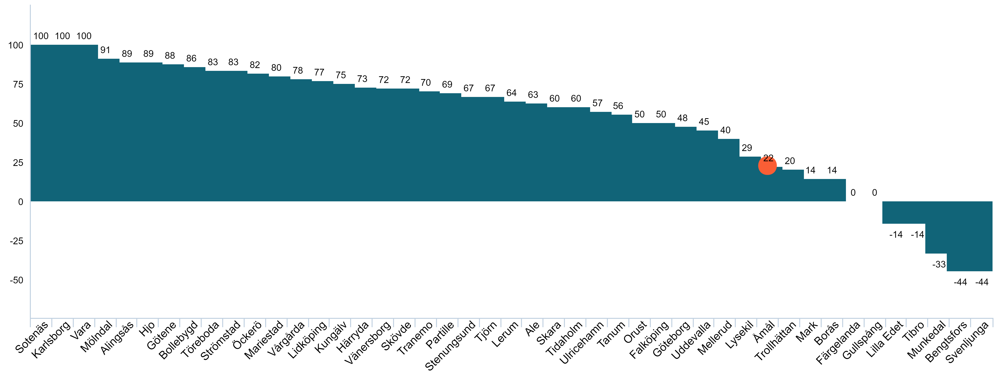 100 100 100 91 89 89 88 86 83 83 82 80 78 77 75 73 72 72 70 69 67 67 64 63 60 60 57 56 50 50 48 45 40 29 22 20 14 14 0 0 -14 -14 -33 -44 -44
100
75
50
25
0
-25
-50
Sotenäs
Karlsborg
Vara
Mölndal
Alingsås
Hjo
Götene
Bollebygd
Töreboda
Strömstad
Öckerö
Mariestad
Vårgårda
Lidköping
Kungälv
Härryda
Vänersborg
Skövde
Tranemo
Partille
Stenungsund
Tjörn
Lerum
Ale
Skara
Tidaholm
Ulricehamn
Tanum
Orust
Falköping
Göteborg
Uddevalla
Mellerud
Lysekil
Åmål
Trollhättan
Mark
Borås
Färgelanda
Gullspång
Lilla Edet
Tibro
Munkedal
Bengtsfors
Svenljunga